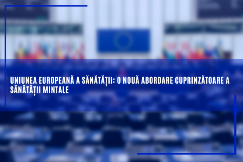 UNIUNEA EUROPEANĂ A SĂNĂTĂȚII: O NOUĂ ABORDARE CUPRINZĂTOARE A
SĂNĂTĂȚII MINTALE